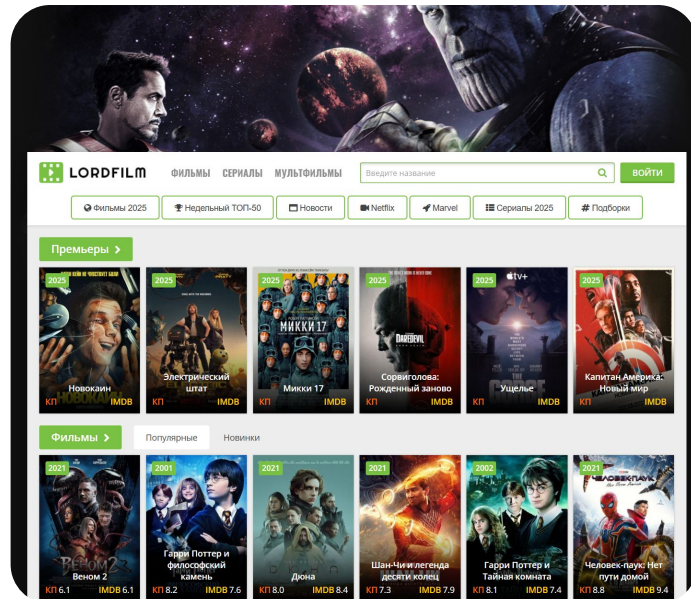 LORDFILM
ФИЛЬМЫ СЕРИАЛЫ МУЛЬТФИЛЬМЫ
Введите название
ВОЙТИ
Фильмы 2025
Недельный ТОП-50
Новости
Netflix
Marvel
Сериалы 2025
# Подборки
Премьеры
2025
Новокаин
КП IMDB
2025
Электрический
штат
КП IMDB
2025
МИККИ 17
Микки 17
КП IMDB
2025
DAREDEVIL
Сорвиголова:
Рожденный заново
КП IMDB
2025
tv+
Ущелье
КП IMDB
2025
Капитан Америка:
Новый мир
КП IMDB
Фильмы
Популярные
Новинки
2021
ВЕНОМ 2
Веном 2
КП 6.1 IMDB 6.1
2001
Гарри Поттер и
философский
камень
КП 8.2 IMDB 7.6
2021
Дюна
КП 8.0 IMDB 8.4
2021
Шан-Чи и легенда
десяти колец
КП 7.3 IMDB 7.9
2002
Гарри Поттер и
Тайная комната
КП 8.1 IMDB 7.4
2021
ЧЕЛОВЕК-ПАУК
Человек-паук: Нет
пути домой
КП 8.8 IMDB 9.4